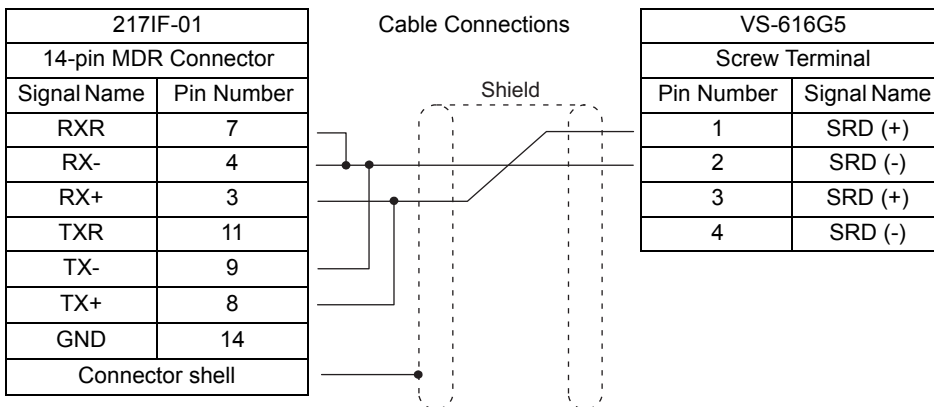 217IF-01 Cable Connections VS-616G5
14-pin MDR Connector Screw Terminal
Signal Name Pin Number Shield Pin Number Signal Name
RXR 7 1 SRD (+)
RX- 4 2 SRD (-)
RX+ 3 3 SRD (+)
TXR 11 4 SRD (-)
TX- 9
TX+ 8
GND 14
Connector shell